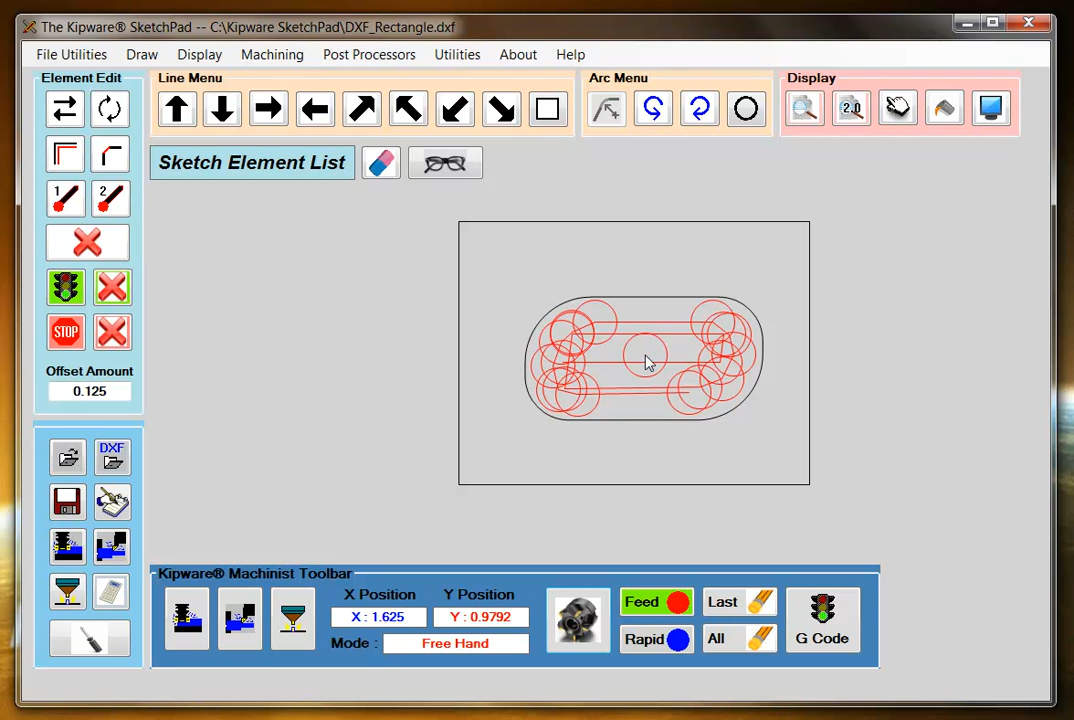 The Kipware® SketchPad -- C:\Kipware SketchPad\DXF_Rectangle.dxf
File Utilities Draw Display Machining Post Processors Utilities About Help
Element Edit
Line Menu
Arc Menu
Display
2.0
Sketch Element List
1 2
STOP
Offset Amount
0.125
DXF
Kipware® Machinist Toolbar
X Position Y Position
X : 1.625 Y : 0.9792
Mode : Free Hand
Feed
Rapid
Last
All
G Code